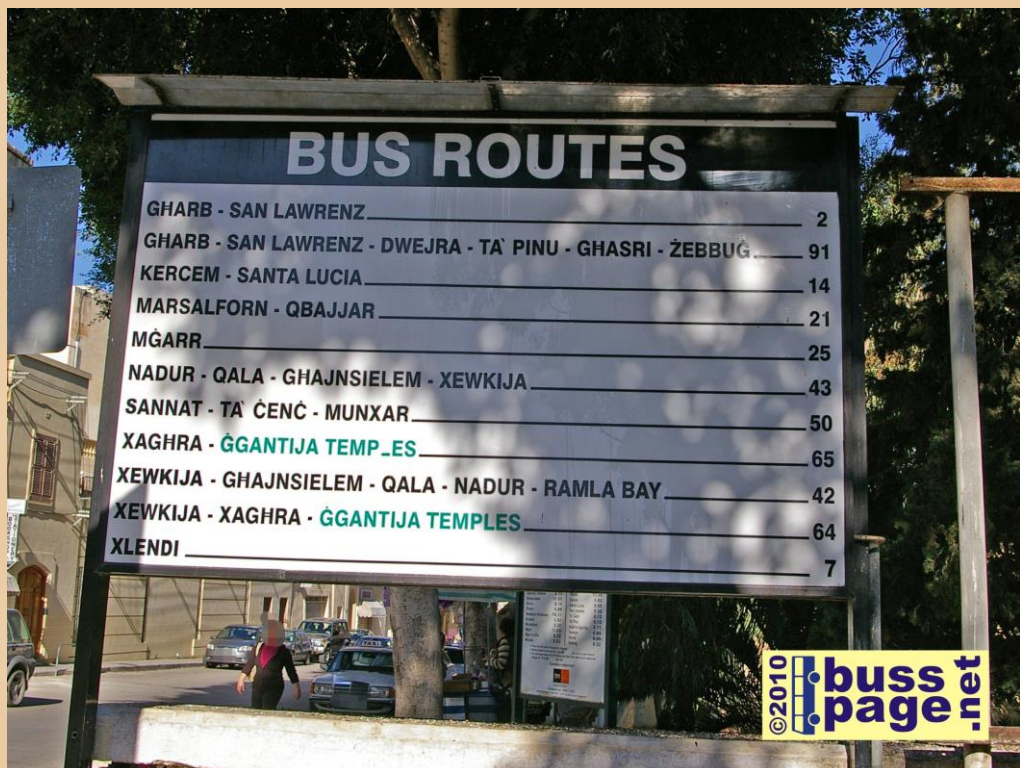 BUS ROUTES
GHARB - SAN LAWRENZ 2
GHARB - SAN LAWRENZ - DWEJRA - TA' PINU - GHASRI - ŻEBBUĠ 91
KERCEM - SANTA LUCIA 14
MARSALFORN - QBAJJAR 21
MĠARR 25
NADUR - QALA - GHAJNSIELEM - XEWKIJA 43
SANNAT - TA' ĊENĊ - MUNXAR 50
XAGHRA - ĠGANTIJA TEMP_ES 65
XEWKIJA - GHAJNSIELEM - QALA - NADUR - RAMLA BAY 42
XEWKIJA - XAGHRA - ĠGANTIJA TEMPLES 64
XLENDI 7
©2010 buss page .net